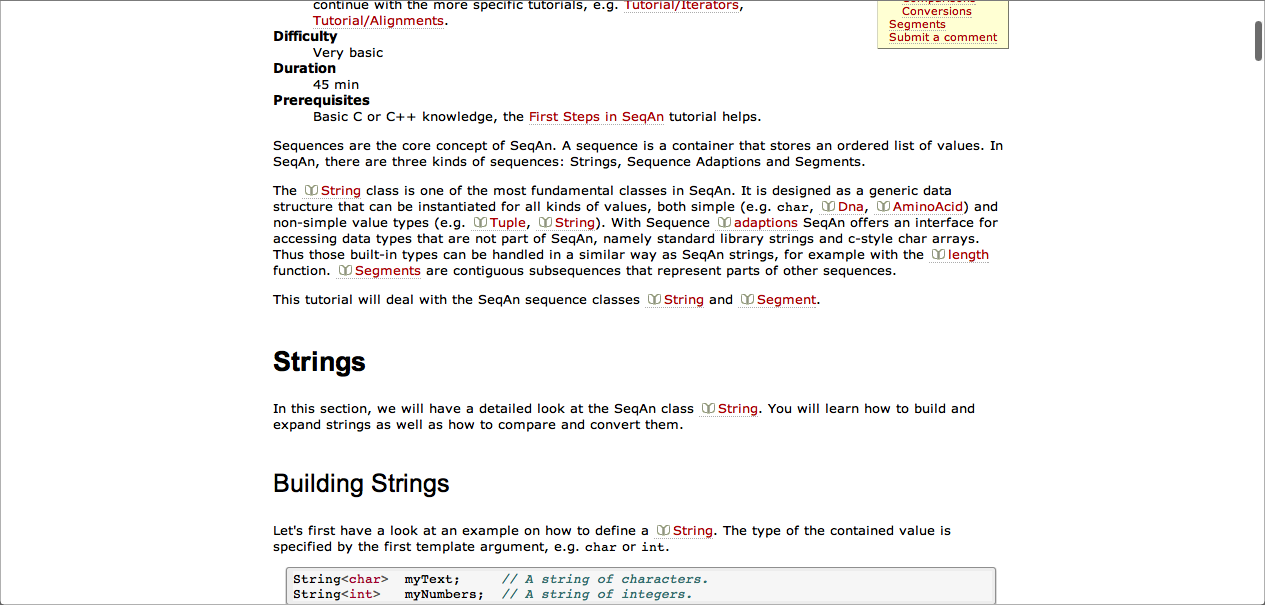 continue with the more specific tutorials, e.g. Tutorial/Iterators,
Tutorial/Alignments.
Difficulty
Very basic
Duration
45 min
Prerequisites
Basic C or C++ knowledge, the First Steps in SeqAn tutorial helps.
Conversions
Segments
Submit a comment
Sequences are the core concept of SeqAn. A sequence is a container that stores an ordered list of values. In
SeqAn, there are three kinds of sequences: Strings, Sequence Adaptions and Segments.
The String class is one of the most fundamental classes in SeqAn. It is designed as a generic data
structure that can be instantiated for all kinds of values, both simple (e.g. char, Dna, AminoAcid) and
non-simple value types (e.g. Tuple, String). With Sequence adaptions SeqAn offers an interface for
accessing data types that are not part of SeqAn, namely standard library strings and c-style char arrays.
Thus those built-in types can be handled in a similar way as SeqAn strings, for example with the length
function. Segments are contiguous subsequences that represent parts of other sequences.
This tutorial will deal with the SeqAn sequence classes String and Segment.
Strings
In this section, we will have a detailed look at the SeqAn class String. You will learn how to build and
expand strings as well as how to compare and convert them.
Building Strings
Let's first have a look at an example on how to define a String. The type of the contained value is
specified by the first template argument, e.g. char or int.
String<char> myText; // A string of characters.
String<int> myNumbers; // A string of integers.